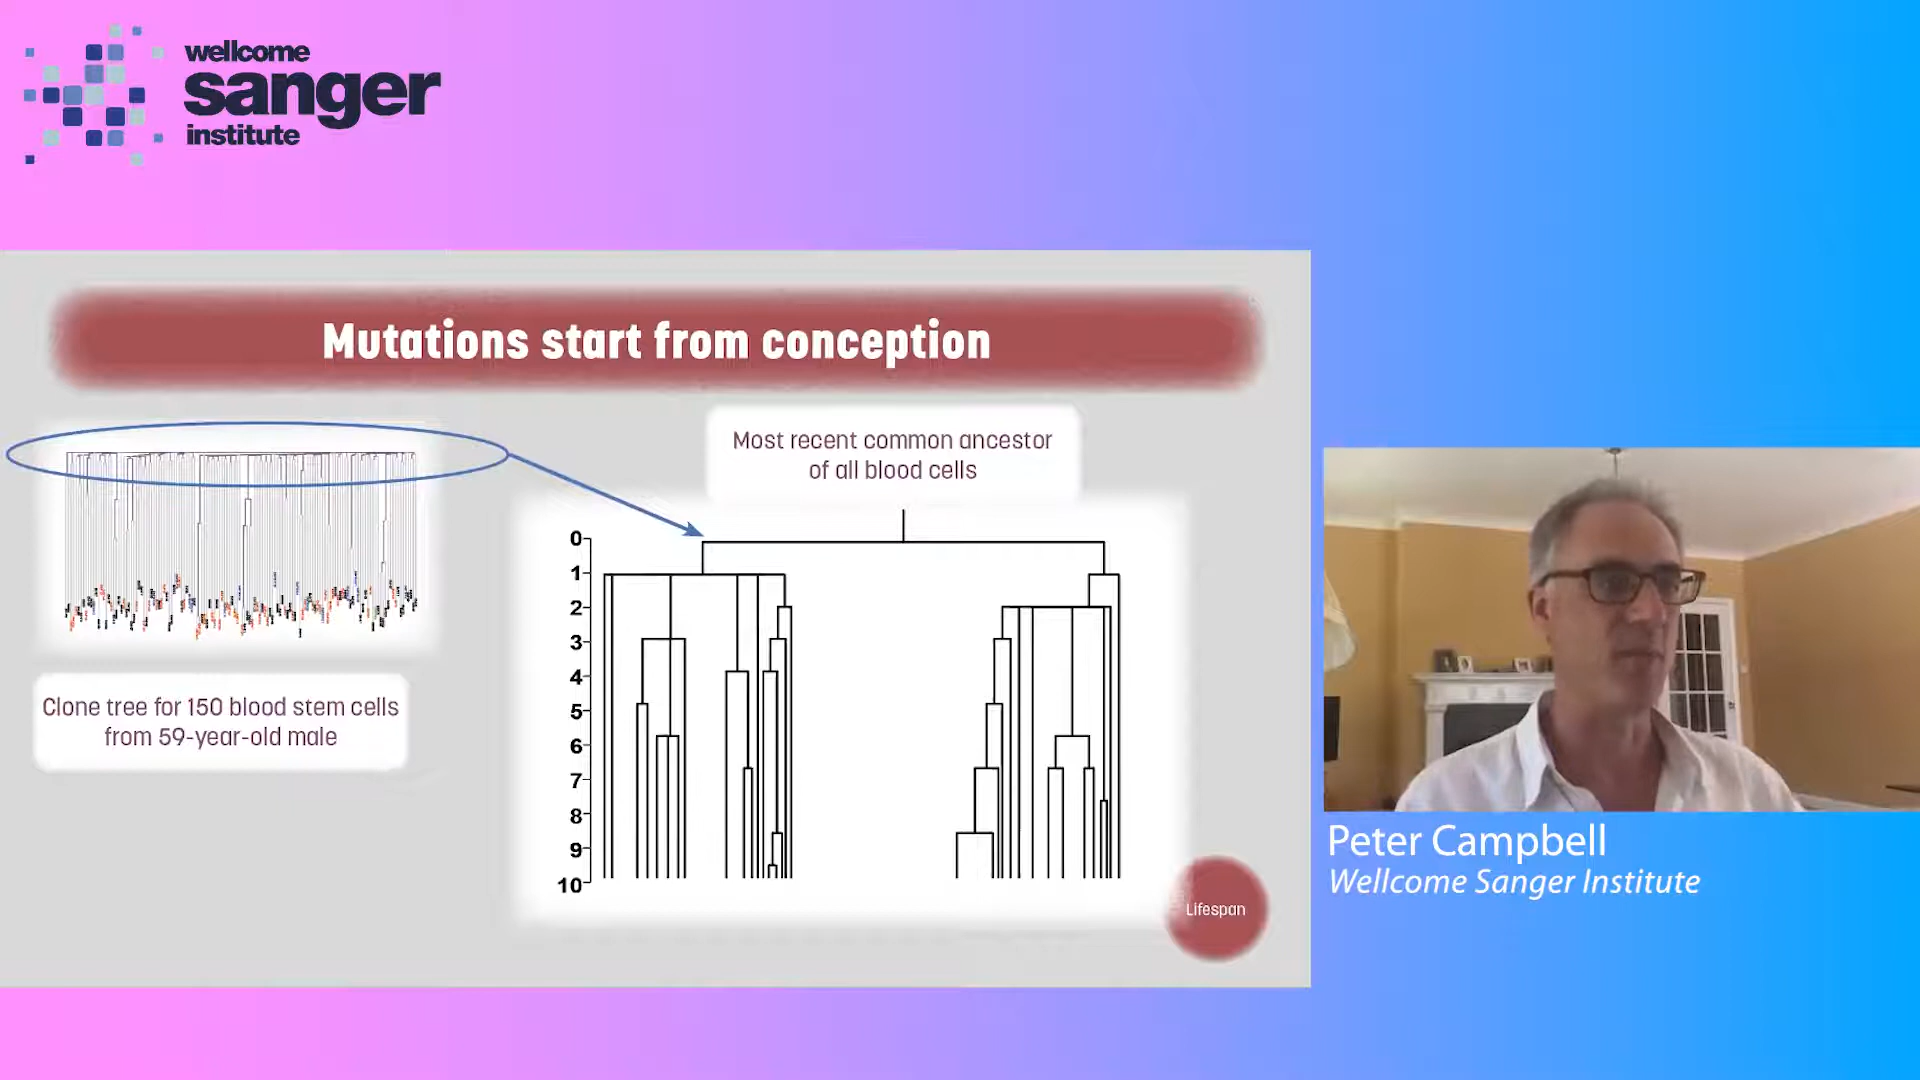 wellcome
sanger
institute
Mutations start from conception
Most recent common ancestor
of all blood cells
0
1
2
3
4
5
6
7
8
9
10
Clone tree for 150 blood stem cells
from 59-year-old male
Lifespan
Peter Campbell
Wellcome Sanger Institute